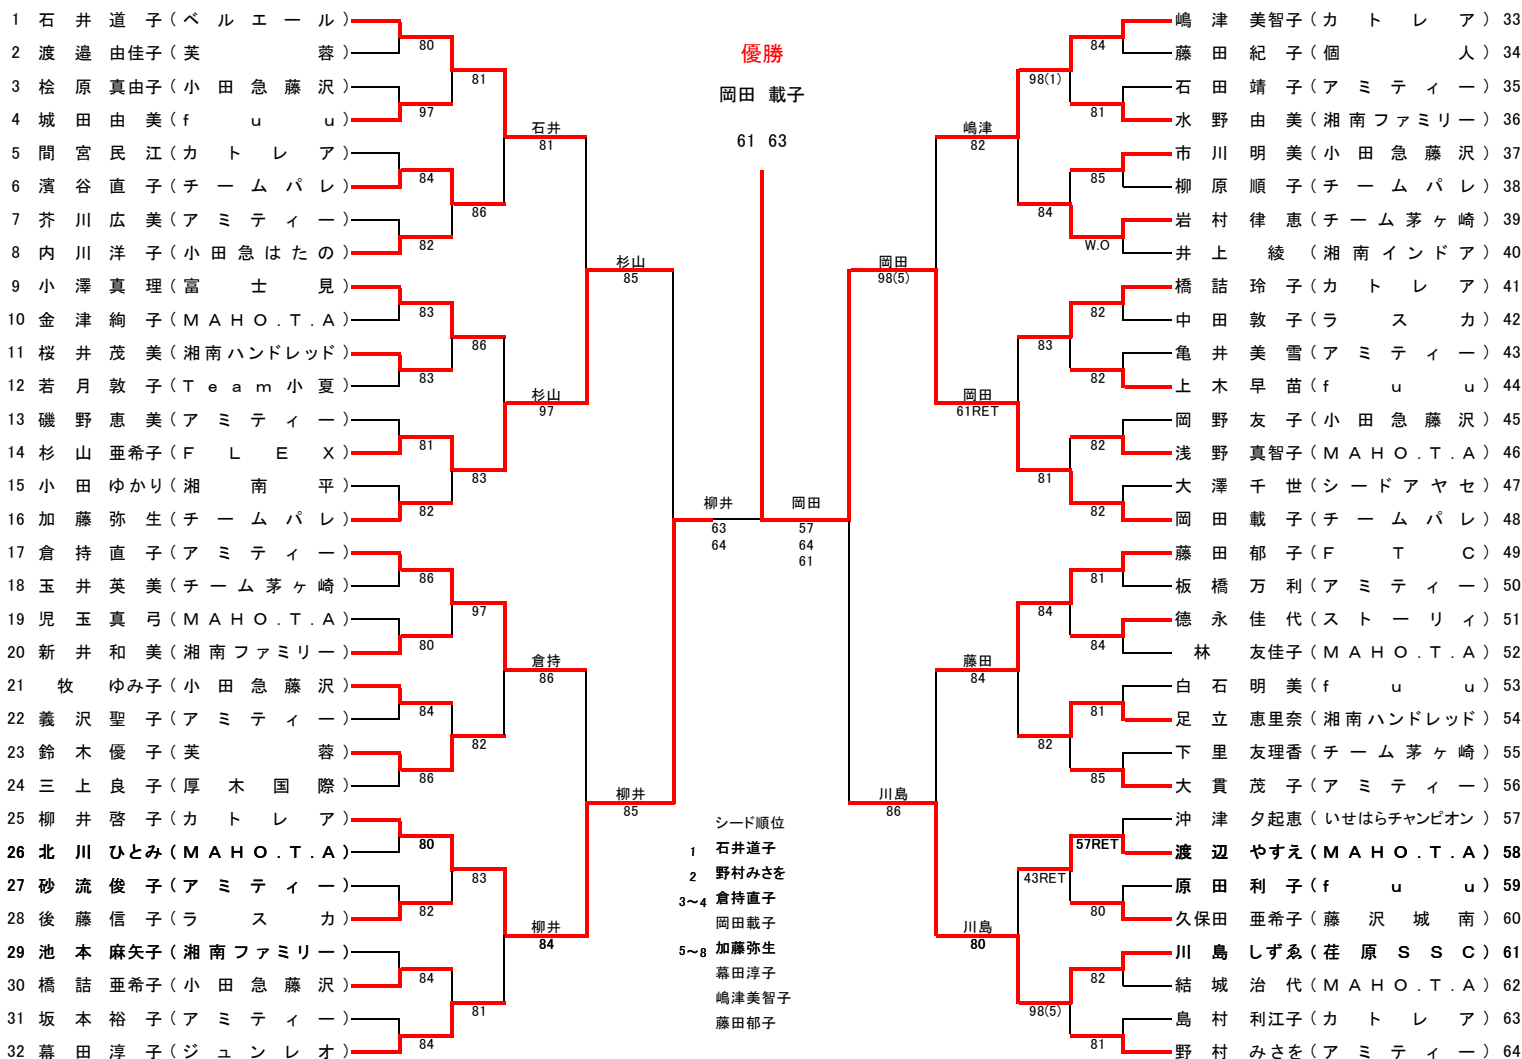 1 石井道子(ベルエール)
80
2 渡邉由佳子(芙蓉)
81
3 桧原真由子(小田急藤沢)
97
4 城田由美(fuu)
石井
81
5 間宮民江(カトレア)
84
6 濱谷直子(チームパレ)
86
7 芥川広美(アミティー)
82
8 内川洋子(小田急はたの)
杉山
85
9 小澤真理(富士見)
83
10 金津絢子(MAHO.T.A)
86
11 桜井茂美(湘南ハンドレッド)
83
12 若月敦子(Team小夏)
杉山
97
13 磯野恵美(アミティー)
81
14 杉山亜希子(FLEX)
83
15 小田ゆかり(湘南平)
82
16 加藤弥生(チームパレ)
柳井
63
64
17 倉持直子(アミティー)
86
18 玉井英美(チーム茅ヶ崎)
97
19 児玉真弓(MAHO.T.A)
80
20 新井和美(湘南ファミリー)
倉持
86
21 牧ゆみ子(小田急藤沢)
84
22 義沢聖子(アミティー)
82
23 鈴木優子(芙蓉)
86
24 三上良子(厚木国際)
柳井
85
25 柳井啓子(カトレア)
80
26 北川ひとみ(MAHO.T.A)
83
27 砂流俊子(アミティー)
82
28 後藤信子(ラスカ)
柳井
84
29 池本麻矢子(湘南ファミリー)
84
30 橋詰亜希子(小田急藤沢)
81
31 坂本裕子(アミティー)
84
32 幕田淳子(ジュンレオ)
優勝
岡田 載子
61 63
シード順位
1 石井道子
2 野村みさを
3~4 倉持直子
岡田載子
5~8 加藤弥生
幕田淳子
嶋津美智子
藤田郁子
嶋津美智子(カトレア) 33
84
藤田紀子(個人) 34
98(1)
石田靖子(アミティー) 35
81
水野由美(湘南ファミリー) 36
嶋津
82
市川明美(小田急藤沢) 37
85
柳原順子(チームパレ) 38
84
岩村律恵(チーム茅ヶ崎) 39
W.O
井上綾(湘南インドア) 40
岡田
98(5)
橋詰玲子(カトレア) 41
82
中田敦子(ラスカ) 42
83
亀井美雪(アミティー) 43
82
上木早苗(fuu) 44
岡田
61RET
岡野友子(小田急藤沢) 45
82
浅野真智子(MAHO.T.A) 46
81
大澤千世(シードアヤセ) 47
82
岡田載子(チームパレ) 48
岡田
57
64
61
藤田郁子(FTC) 49
81
板橋万利(アミティー) 50
84
徳永佳代(ストーリィ) 51
84
林友佳子(MAHO.T.A) 52
藤田
84
白石明美(fuu) 53
81
足立恵里奈(湘南ハンドレッド) 54
82
下里友理香(チーム茅ヶ崎) 55
85
大貫茂子(アミティー) 56
川島
86
沖津夕起恵(いせはらチャンピオン) 57
57RET
渡辺やすえ(MAHO.T.A) 58
43RET
原田利子(fuu) 59
80
久保田亜希子(藤沢城南) 60
川島
80
川島しずゑ(荏原SSC) 61
82
結城治代(MAHO.T.A) 62
98(5)
島村利江子(カトレア) 63
81
野村みさを(アミティー) 64